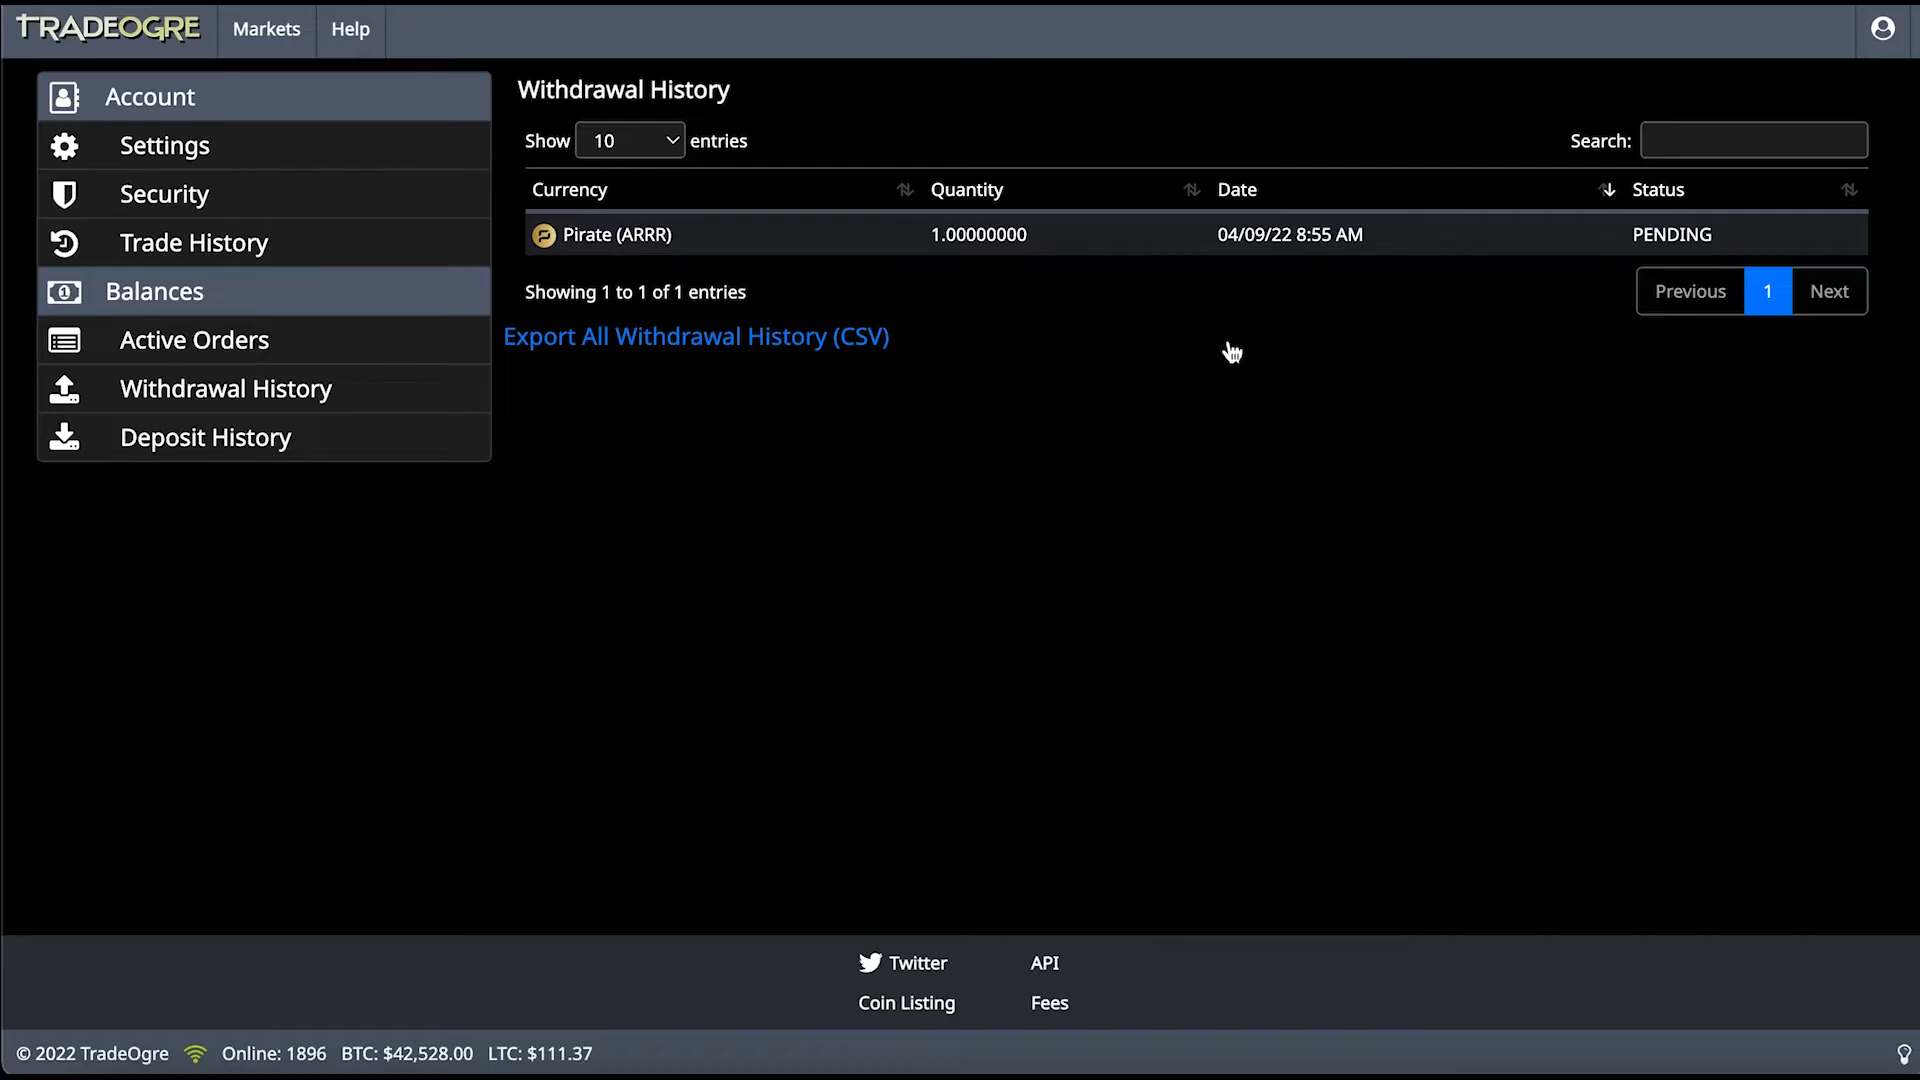 TRADEOGRE Markets Help
Account
Settings
Security
Trade History
Balances
Active Orders
Withdrawal History
Deposit History
Withdrawal History
Show 10 entries Search:
Currency Quantity Date Status
Pirate (ARRR) 1.00000000 04/09/22 8:55 AM PENDING
Showing 1 to 1 of 1 entries Previous 1 Next
Export All Withdrawal History (CSV)
Twitter API
Coin Listing Fees
© 2022 TradeOgre Online: 1896 BTC: $42,528.00 LTC: $111.37